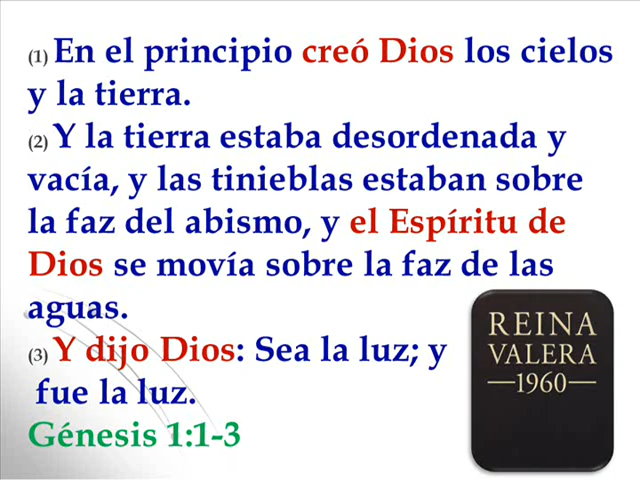 (1) En el principio creó Dios los cielos
y la tierra.
(2) Y la tierra estaba desordenada y
vacía, y las tinieblas estaban sobre
la faz del abismo, y el Espíritu de
Dios se movía sobre la faz de las
aguas.
(3) Y dijo Dios: Sea la luz; y
fue la luz.
Génesis 1:1-3
REINA
VALERA
—1960—